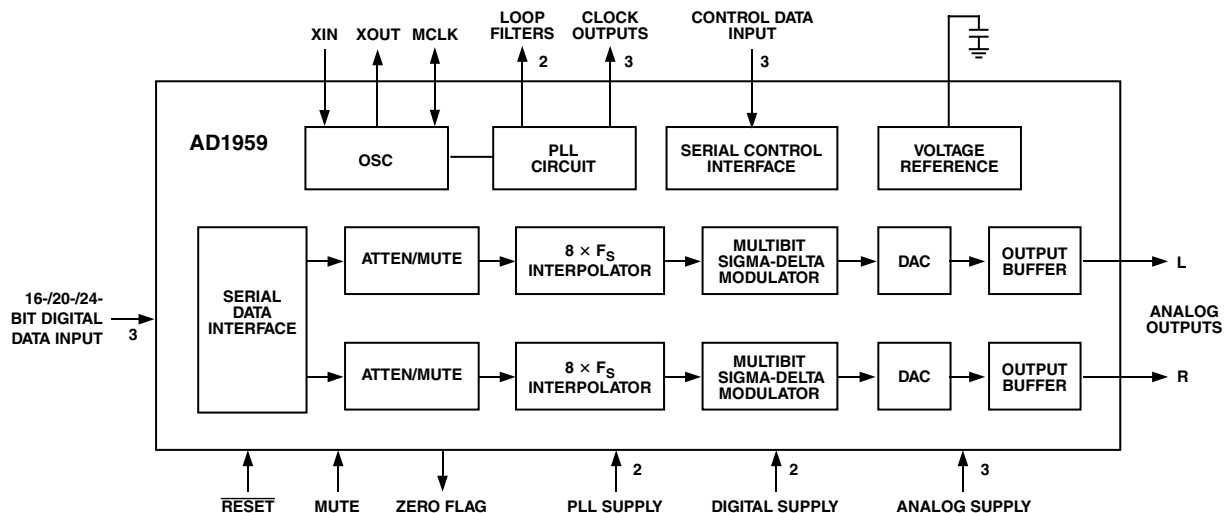 XIN
XOUT
MCLK
LOOP
FILTERS
2
CLOCK
OUTPUTS
3
CONTROL DATA
INPUT
3
AD1959
OSC
PLL
CIRCUIT
SERIAL CONTROL
INTERFACE
VOLTAGE
REFERENCE
16-/20-/24-
BIT DIGITAL
DATA INPUT
3
SERIAL
DATA
INTERFACE
ATTEN/MUTE
8 × FS
INTERPOLATOR
MULTIBIT
SIGMA-DELTA
MODULATOR
DAC
OUTPUT
BUFFER
L
ANALOG
OUTPUTS
ATTEN/MUTE
8 × FS
INTERPOLATOR
MULTIBIT
SIGMA-DELTA
MODULATOR
DAC
OUTPUT
BUFFER
R
RESET
MUTE
ZERO FLAG
2
PLL SUPPLY
2
DIGITAL SUPPLY
3
ANALOG SUPPLY